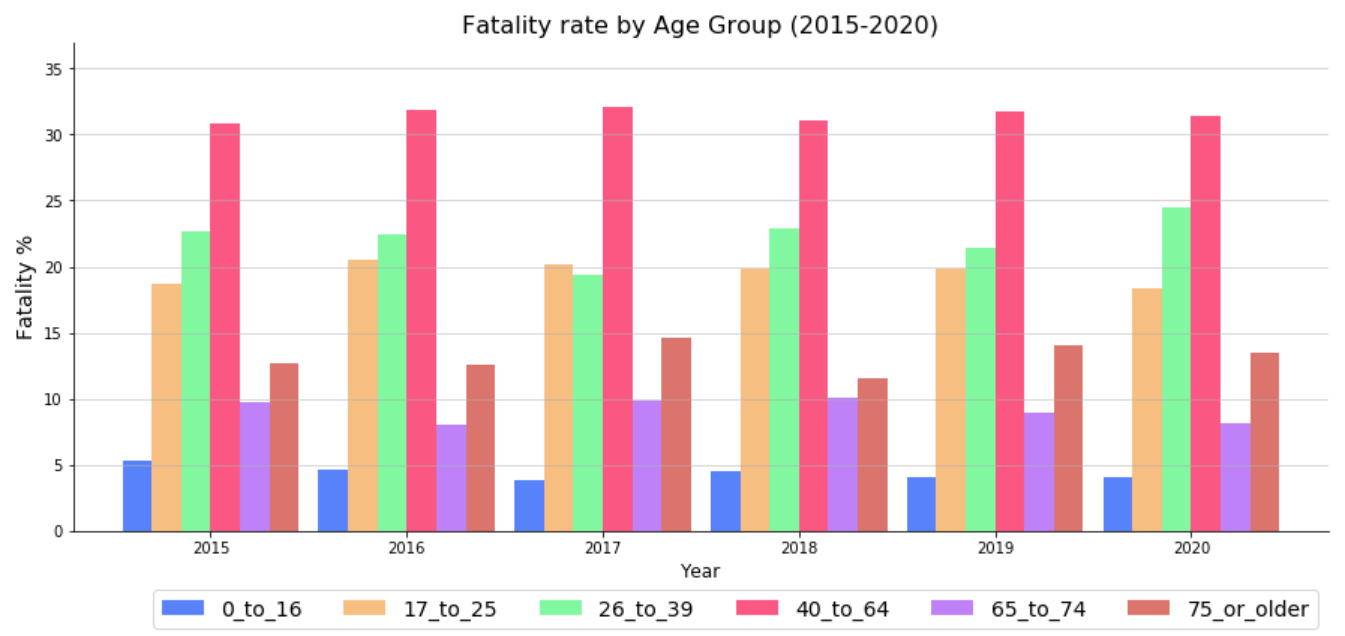 Fatality rate by Age Group (2015-2020)
35
30
25
20
15
10
5
0
Fatality %
2015 2016 2017 2018 2019 2020
Year
0_to_16 17_to_25 26_to_39 40_to_64 65_to_74 75_or_older